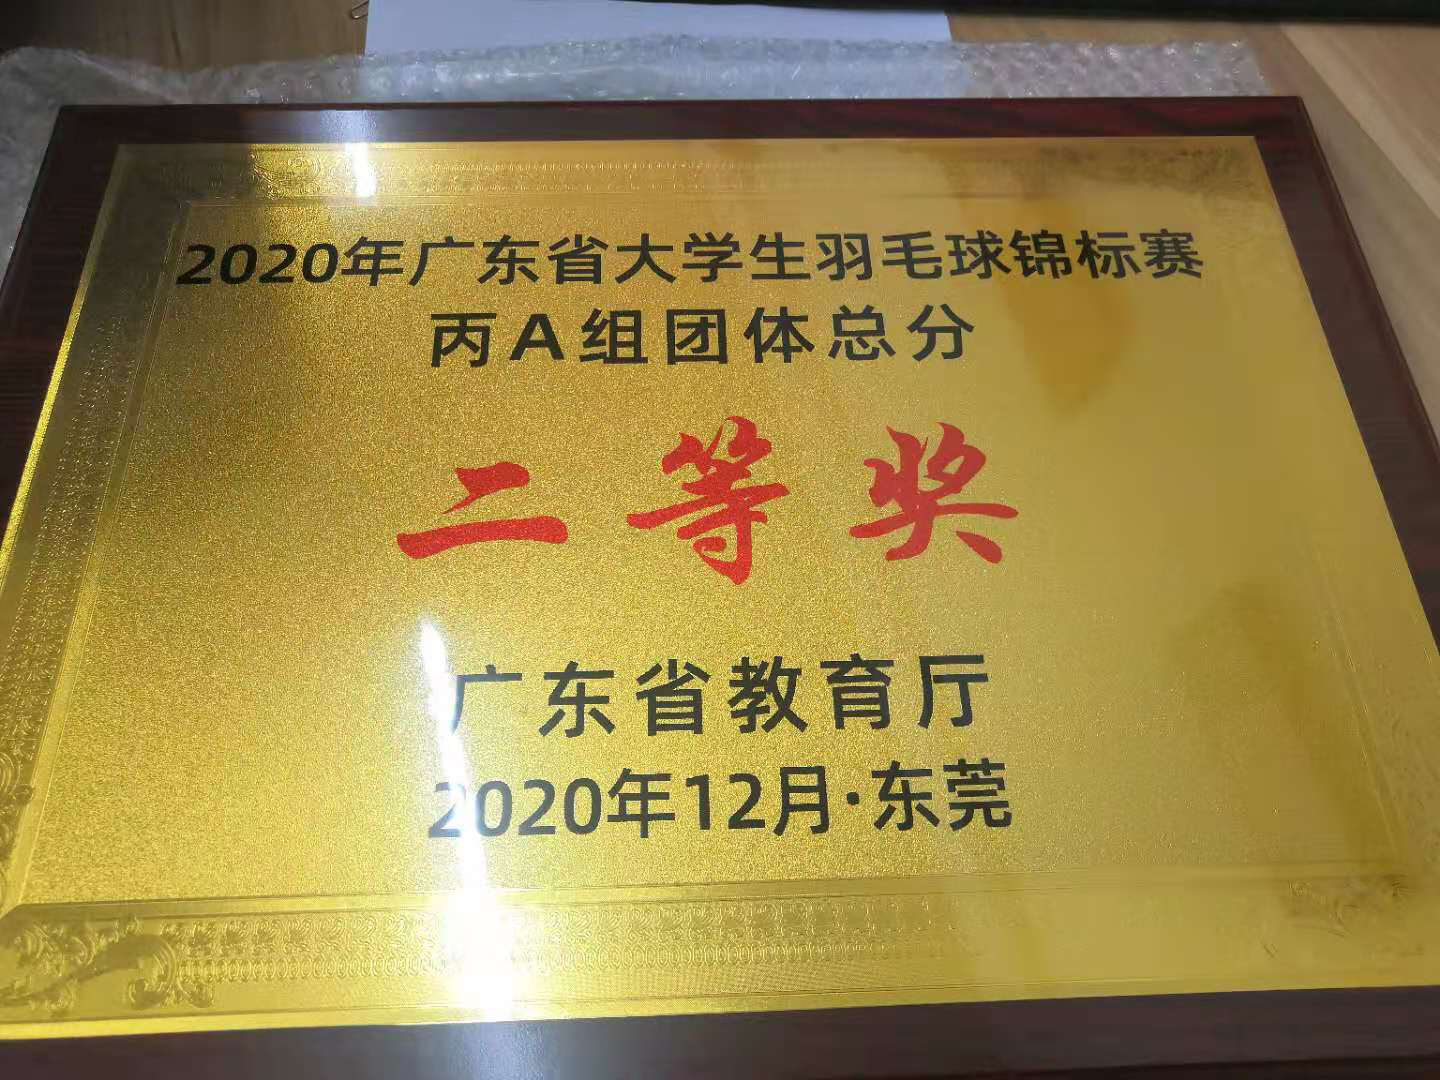 2020年广东省大学生羽毛球锦标赛
丙A组团体总分
二等奖
广东省教育厅
2020年12月·东莞